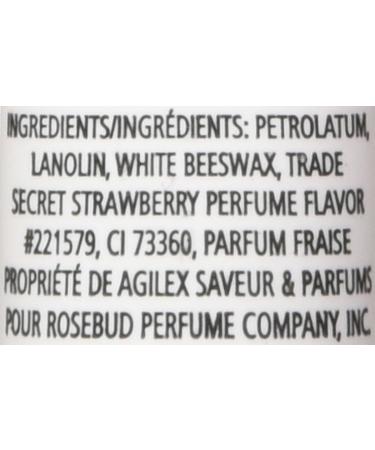 INGREDIENTS/INGRÉDIENTS: PETROLATUM,
LANOLIN, WHITE BEESWAX, TRADE
SECRET STRAWBERRY PERFUME FLAVOR
#221579, CI 73360, PARFUM FRAISE
PROPRIÉTÉ DE AGILEX SAVEUR & PARFUMS
POUR ROSEBUD PERFUME COMPANY, INC.